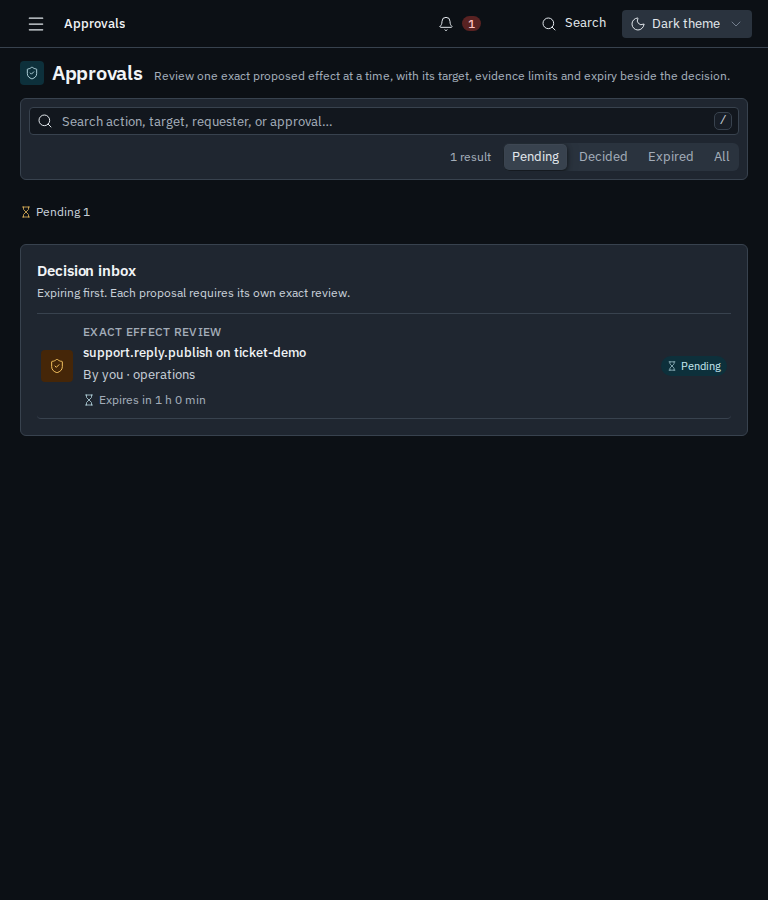 Approvals
1
Search
Dark theme
Approvals
Review one exact proposed effect at a time, with its target, evidence limits and expiry beside the decision.
Search action, target, requester, or approval...
/
1 result
Pending
Decided
Expired
All
Pending 1
Decision inbox
Expiring first. Each proposal requires its own exact review.
EXACT EFFECT REVIEW
support.reply.publish on ticket-demo
By you · operations
Expires in 1 h 0 min
Pending